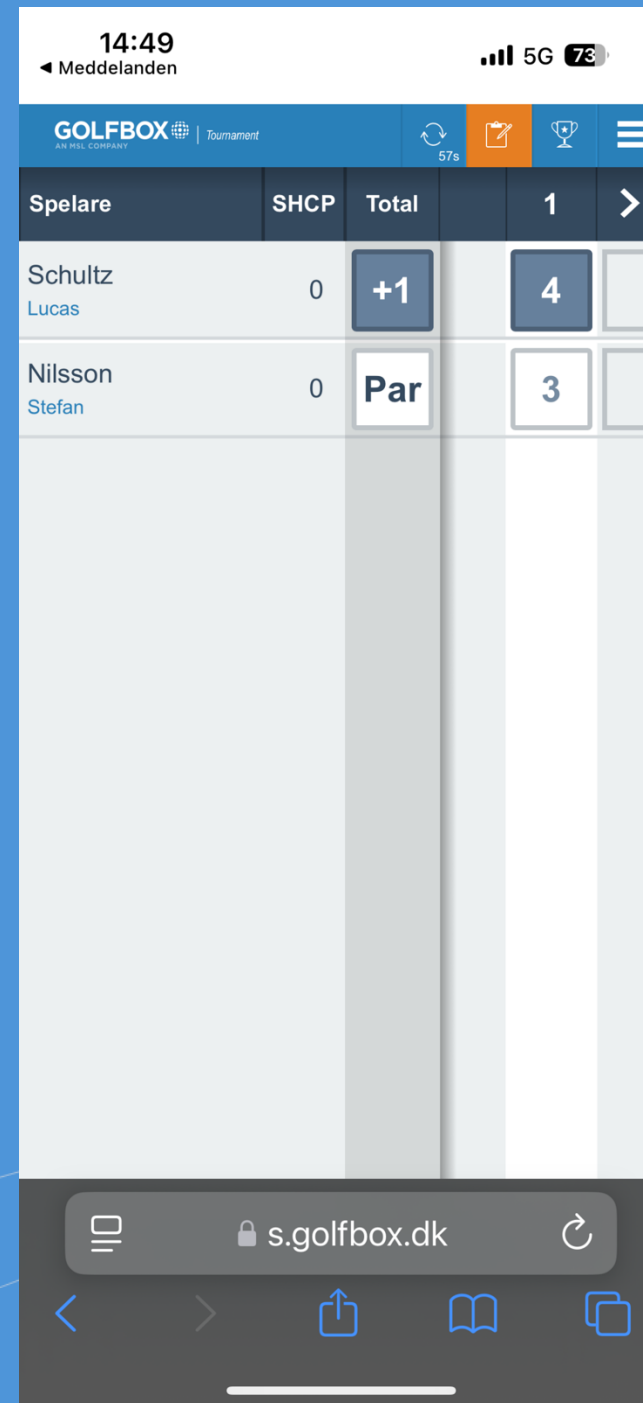 14:49
◀ Meddelanden
5G 73
GOLFBOX | Tournament
AN MSL COMPANY
57s
Spelare SHCP Total 1
Schultz
Lucas
0 +1 4
Nilsson
Stefan
0 Par 3
s.golfbox.dk